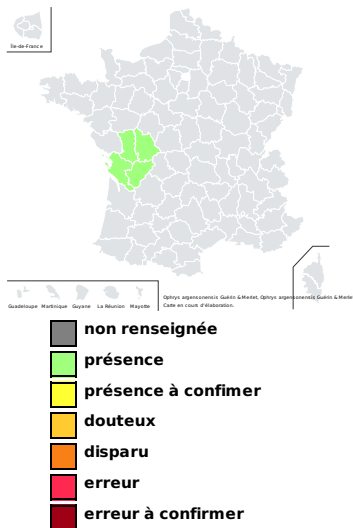 Île-de-France
Guadeloupe Martinique Guyane La Réunion Mayotte
Ophrys argensonensis Guérin & Merlet, Ophrys argensonensis Guérin & Merle
Carte en cours d'élaboration.
non renseignée
présence
présence à confimer
douteux
disparu
erreur
erreur à confirmer